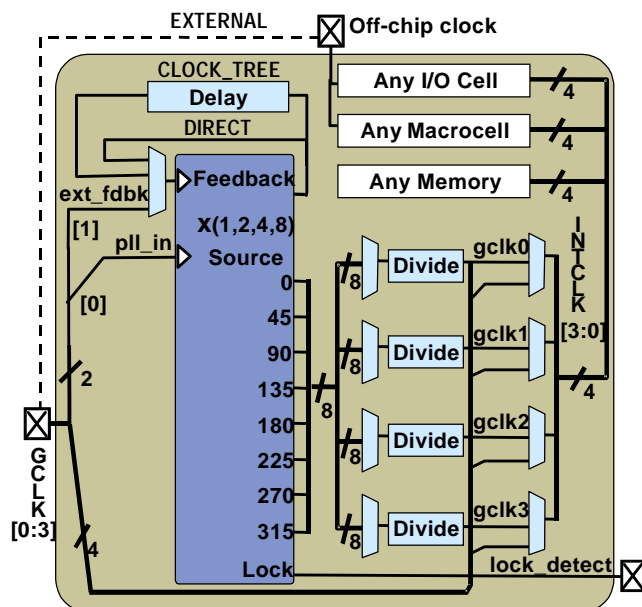 EXTERNAL
Off-chip clock
CLOCK_TREE
Delay
Any I/O Cell
4
DIRECT
Any Macrocell
4
Any Memory
4
ext_fdbk
Feedback
[1]
X(1,2,4,8)
pll_in
Source
[0]
0
45
90
135
180
225
270
315
Lock
8
8
Divide
gclk0
8
Divide
gclk1
8
Divide
gclk2
8
Divide
gclk3
INTCLK
[3:0]
4
2
GCLK
[0:3]
4
lock_detect